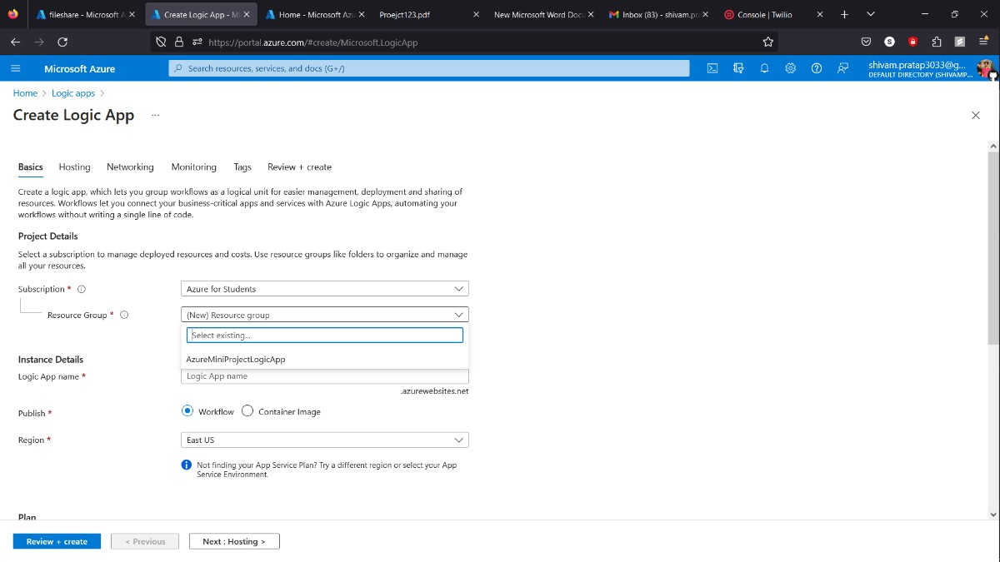 fileshare - Microsoft A
Create Logic App - Mi
Home - Microsoft Azu
Proejct123.pdf
New Microsoft Word Docu
Inbox (83) - shivam.pra
Console | Twilio
https://portal.azure.com/#create/Microsoft.LogicApp
Microsoft Azure
Search resources, services, and docs (G+/)
shivam.pratap3033@g...
DEFAULT DIRECTORY (SHIVAMP...
Home > Logic apps >
Create Logic App ...
Basics Hosting Networking Monitoring Tags Review + create
Create a logic app, which lets you group workflows as a logical unit for easier management, deployment and sharing of
resources. Workflows let you connect your business-critical apps and services with Azure Logic Apps, automating your
workflows without writing a single line of code.
Project Details
Select a subscription to manage deployed resources and costs. Use resource groups like folders to organize and manage
all your resources.
Subscription * Azure for Students
Resource Group * (New) Resource group
Select existing...
AzureMiniProjectLogicApp
Instance Details
Logic App name * Logic App name
.azurewebsites.net
Publish * Workflow Container Image
Region * East US
Not finding your App Service Plan? Try a different region or select your App
Service Environment.
Plan
Review + create < Previous Next : Hosting >